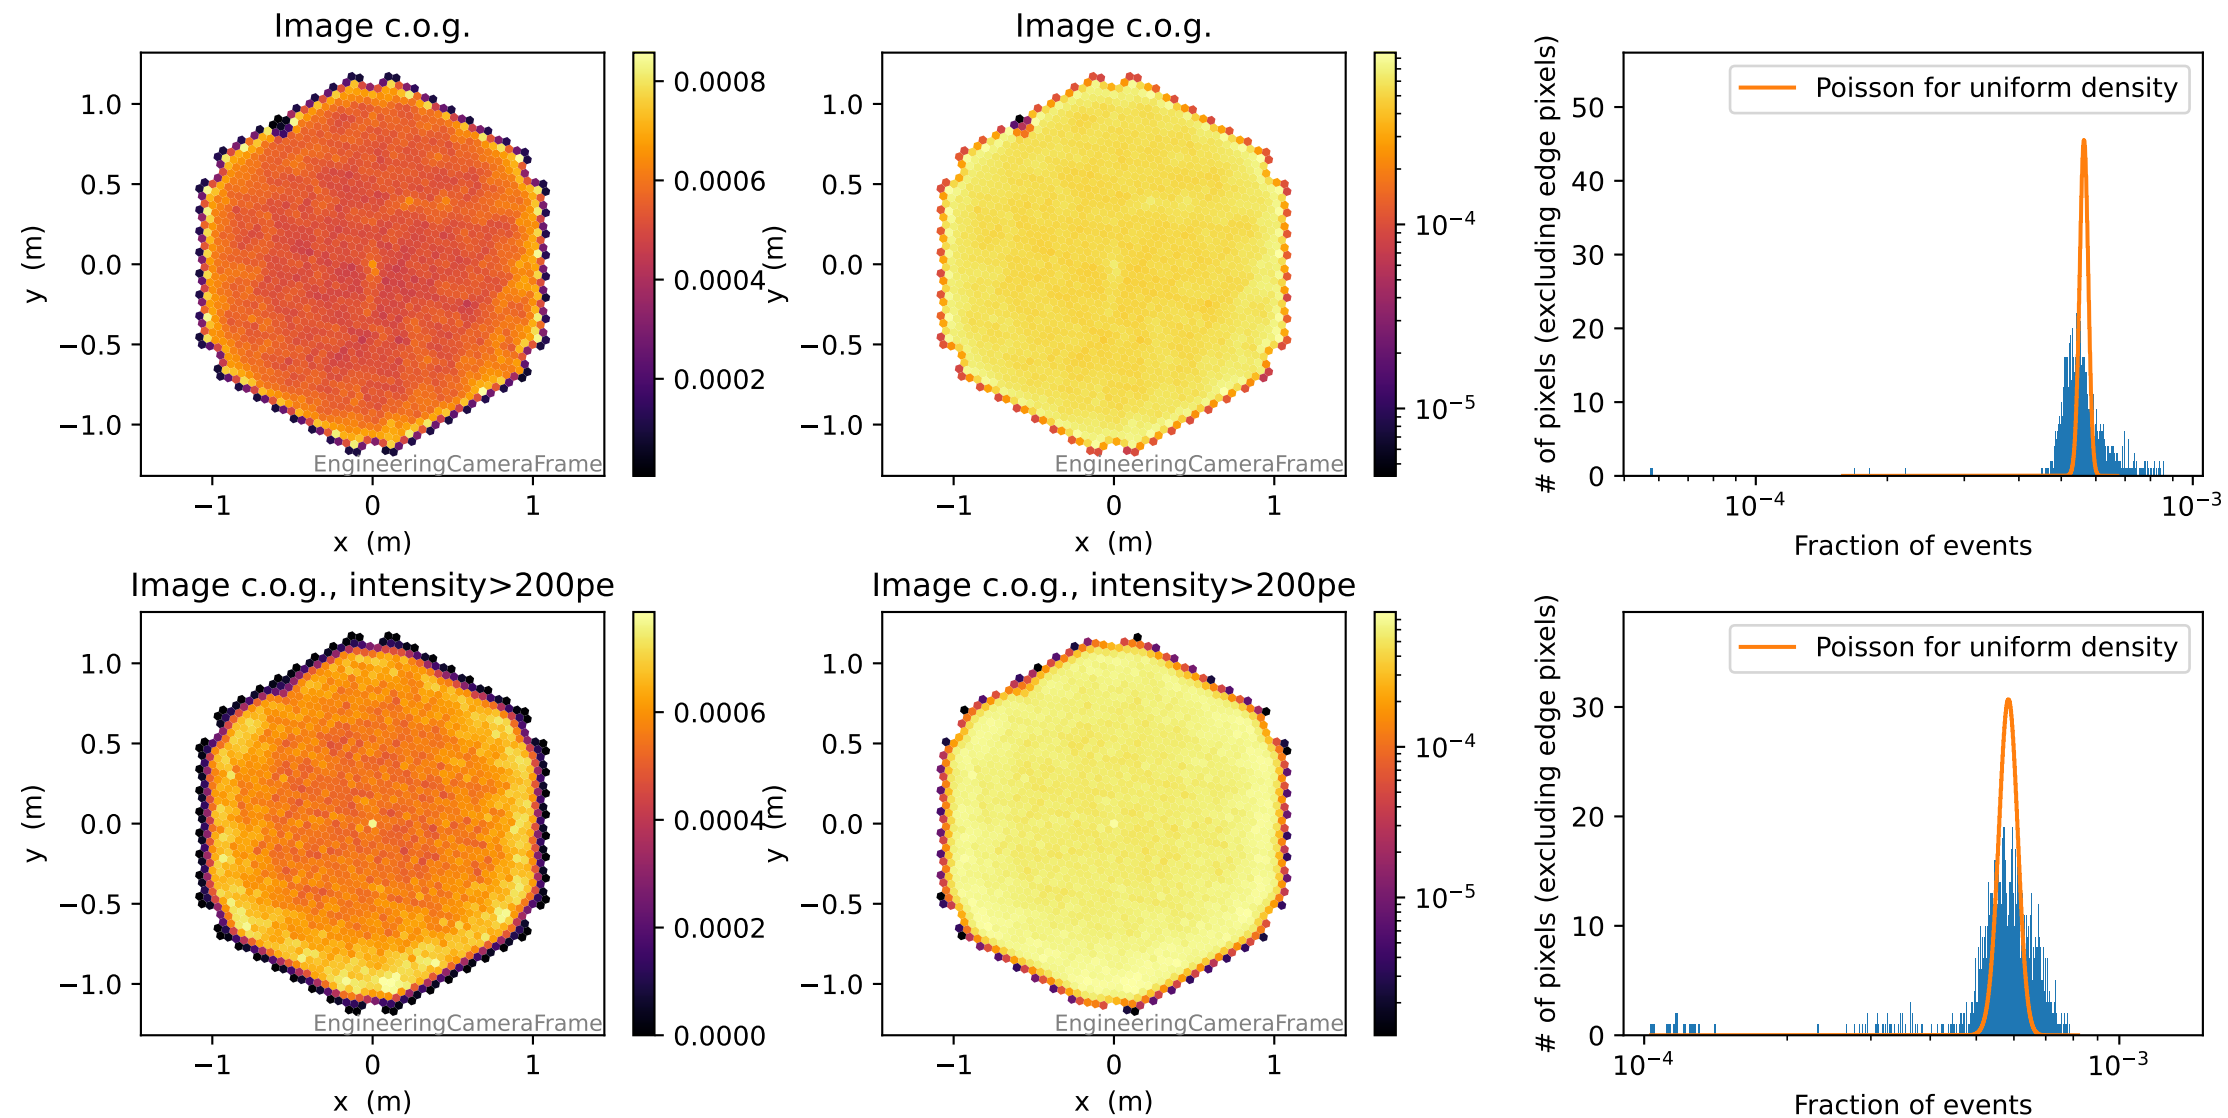 Image c.o.g.
y (m)
1.0
0.5
0.0
−0.5
−1.0
−1
0
1
x (m)
EngineeringCameraFrame
0.0008
0.0006
0.0004
0.0002
Image c.o.g.
y (m)
1.0
0.5
0.0
−0.5
−1.0
−1
0
1
x (m)
EngineeringCameraFrame
10−4
10−5
# of pixels (excluding edge pixels)
50
40
30
20
10
0
Poisson for uniform density
10−4
10−3
Fraction of events
Image c.o.g., intensity>200pe
y (m)
1.0
0.5
0.0
−0.5
−1.0
−1
0
1
x (m)
EngineeringCameraFrame
0.0006
0.0004
0.0002
0.0000
Image c.o.g., intensity>200pe
y (m)
1.0
0.5
0.0
−0.5
−1.0
−1
0
1
x (m)
EngineeringCameraFrame
10−4
10−5
# of pixels (excluding edge pixels)
30
20
10
0
Poisson for uniform density
10−4
10−3
Fraction of events